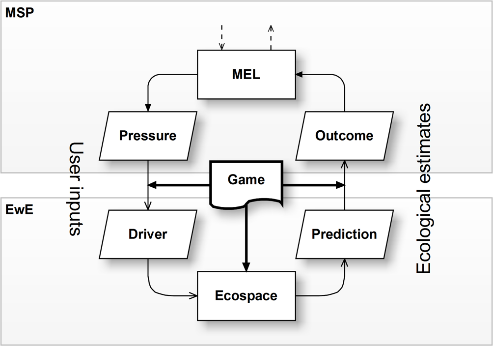 MSP
MEL
Pressure
Outcome
User inputs
Game
Ecological estimates
EwE
Driver
Prediction
Ecospace